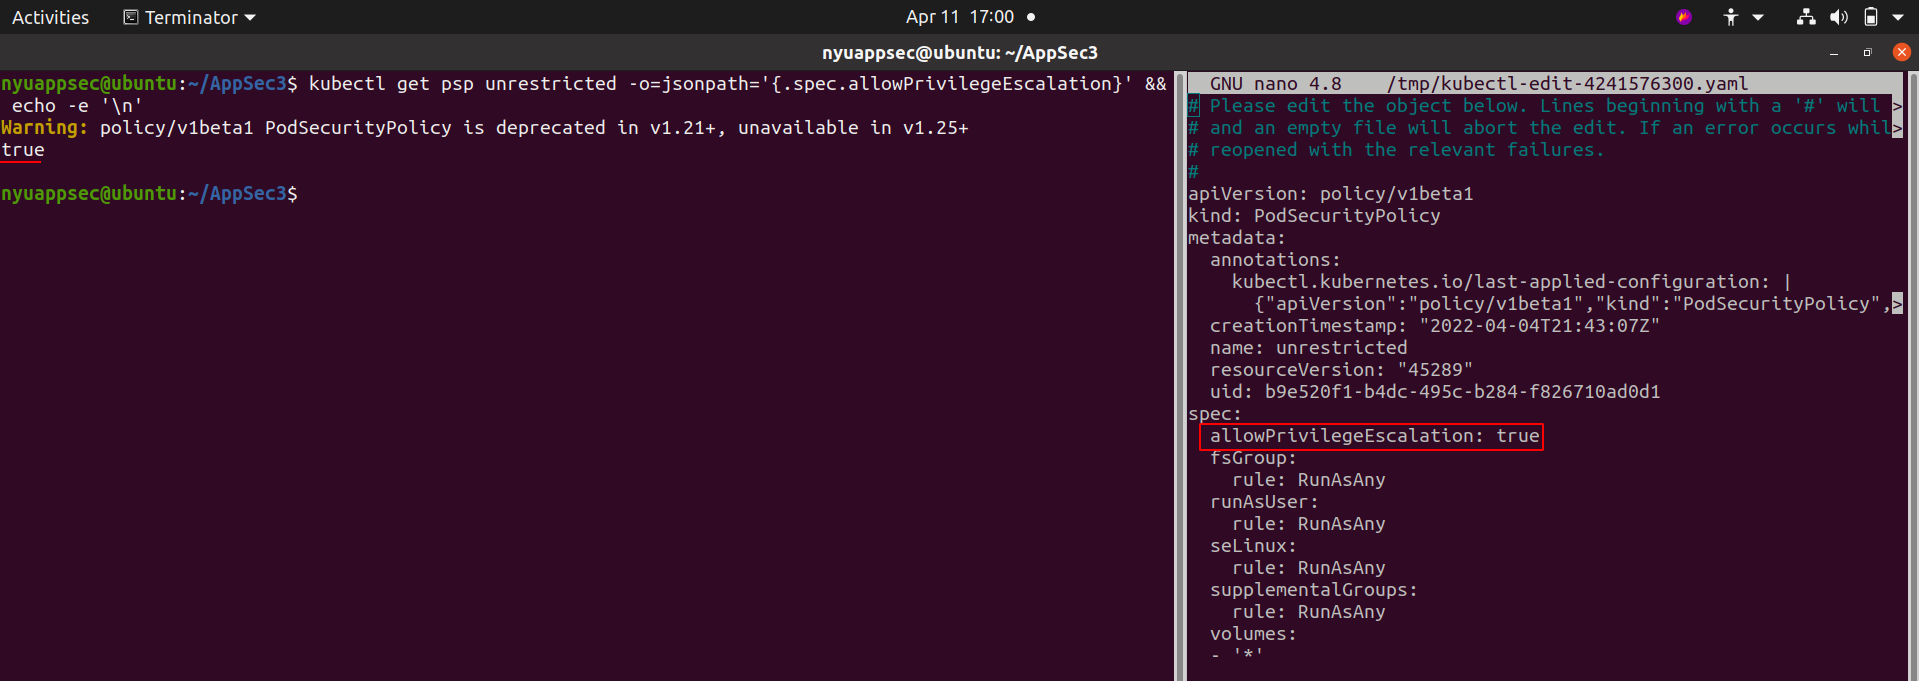 Activities
Terminator
Apr 11 17:00
nyuappsec@ubuntu: ~/AppSec3
nyuappsec@ubuntu:~/AppSec3$ kubectl get psp unrestricted -o=jsonpath='{.spec.allowPrivilegeEscalation}' &&
echo -e '\n'
Warning: policy/v1beta1 PodSecurityPolicy is deprecated in v1.21+, unavailable in v1.25+
true
nyuappsec@ubuntu:~/AppSec3$
GNU nano 4.8 /tmp/kubectl-edit-4241576300.yaml
# Please edit the object below. Lines beginning with a '#' will >
# and an empty file will abort the edit. If an error occurs whil>
# reopened with the relevant failures.
#
apiVersion: policy/v1beta1
kind: PodSecurityPolicy
metadata:
  annotations:
    kubectl.kubernetes.io/last-applied-configuration: |
      {"apiVersion":"policy/v1beta1","kind":"PodSecurityPolicy",>
  creationTimestamp: "2022-04-04T21:43:07Z"
  name: unrestricted
  resourceVersion: "45289"
  uid: b9e520f1-b4dc-495c-b284-f826710ad0d1
spec:
  allowPrivilegeEscalation: true
  fsGroup:
    rule: RunAsAny
  runAsUser:
    rule: RunAsAny
  seLinux:
    rule: RunAsAny
  supplementalGroups:
    rule: RunAsAny
  volumes:
  - '*'